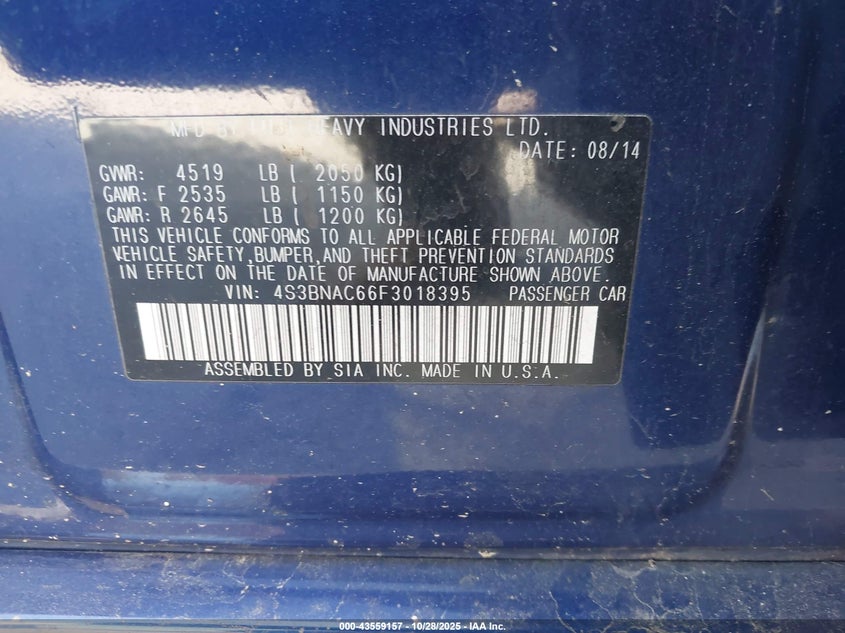 MFD BY HEAVY INDUSTRIES LTD.
DATE: 08/14
GVWR: 4519 LB ( 2050 KG)
GAWR: F 2535 LB ( 1150 KG)
GAWR: R 2645 LB ( 1200 KG)
THIS VEHICLE CONFORMS TO ALL APPLICABLE FEDERAL MOTOR
VEHICLE SAFETY,BUMPER,AND THEFT PREVENTION STANDARDS
IN EFFECT ON THE DATE OF MANUFACTURE SHOWN ABOVE.
VIN: 4S3BNAC66F3018395 PASSENGER CAR
ASSEMBLED BY SIA INC. MADE IN U.S.A.
000-43559157 - 10/28/2025 - IAA Inc.